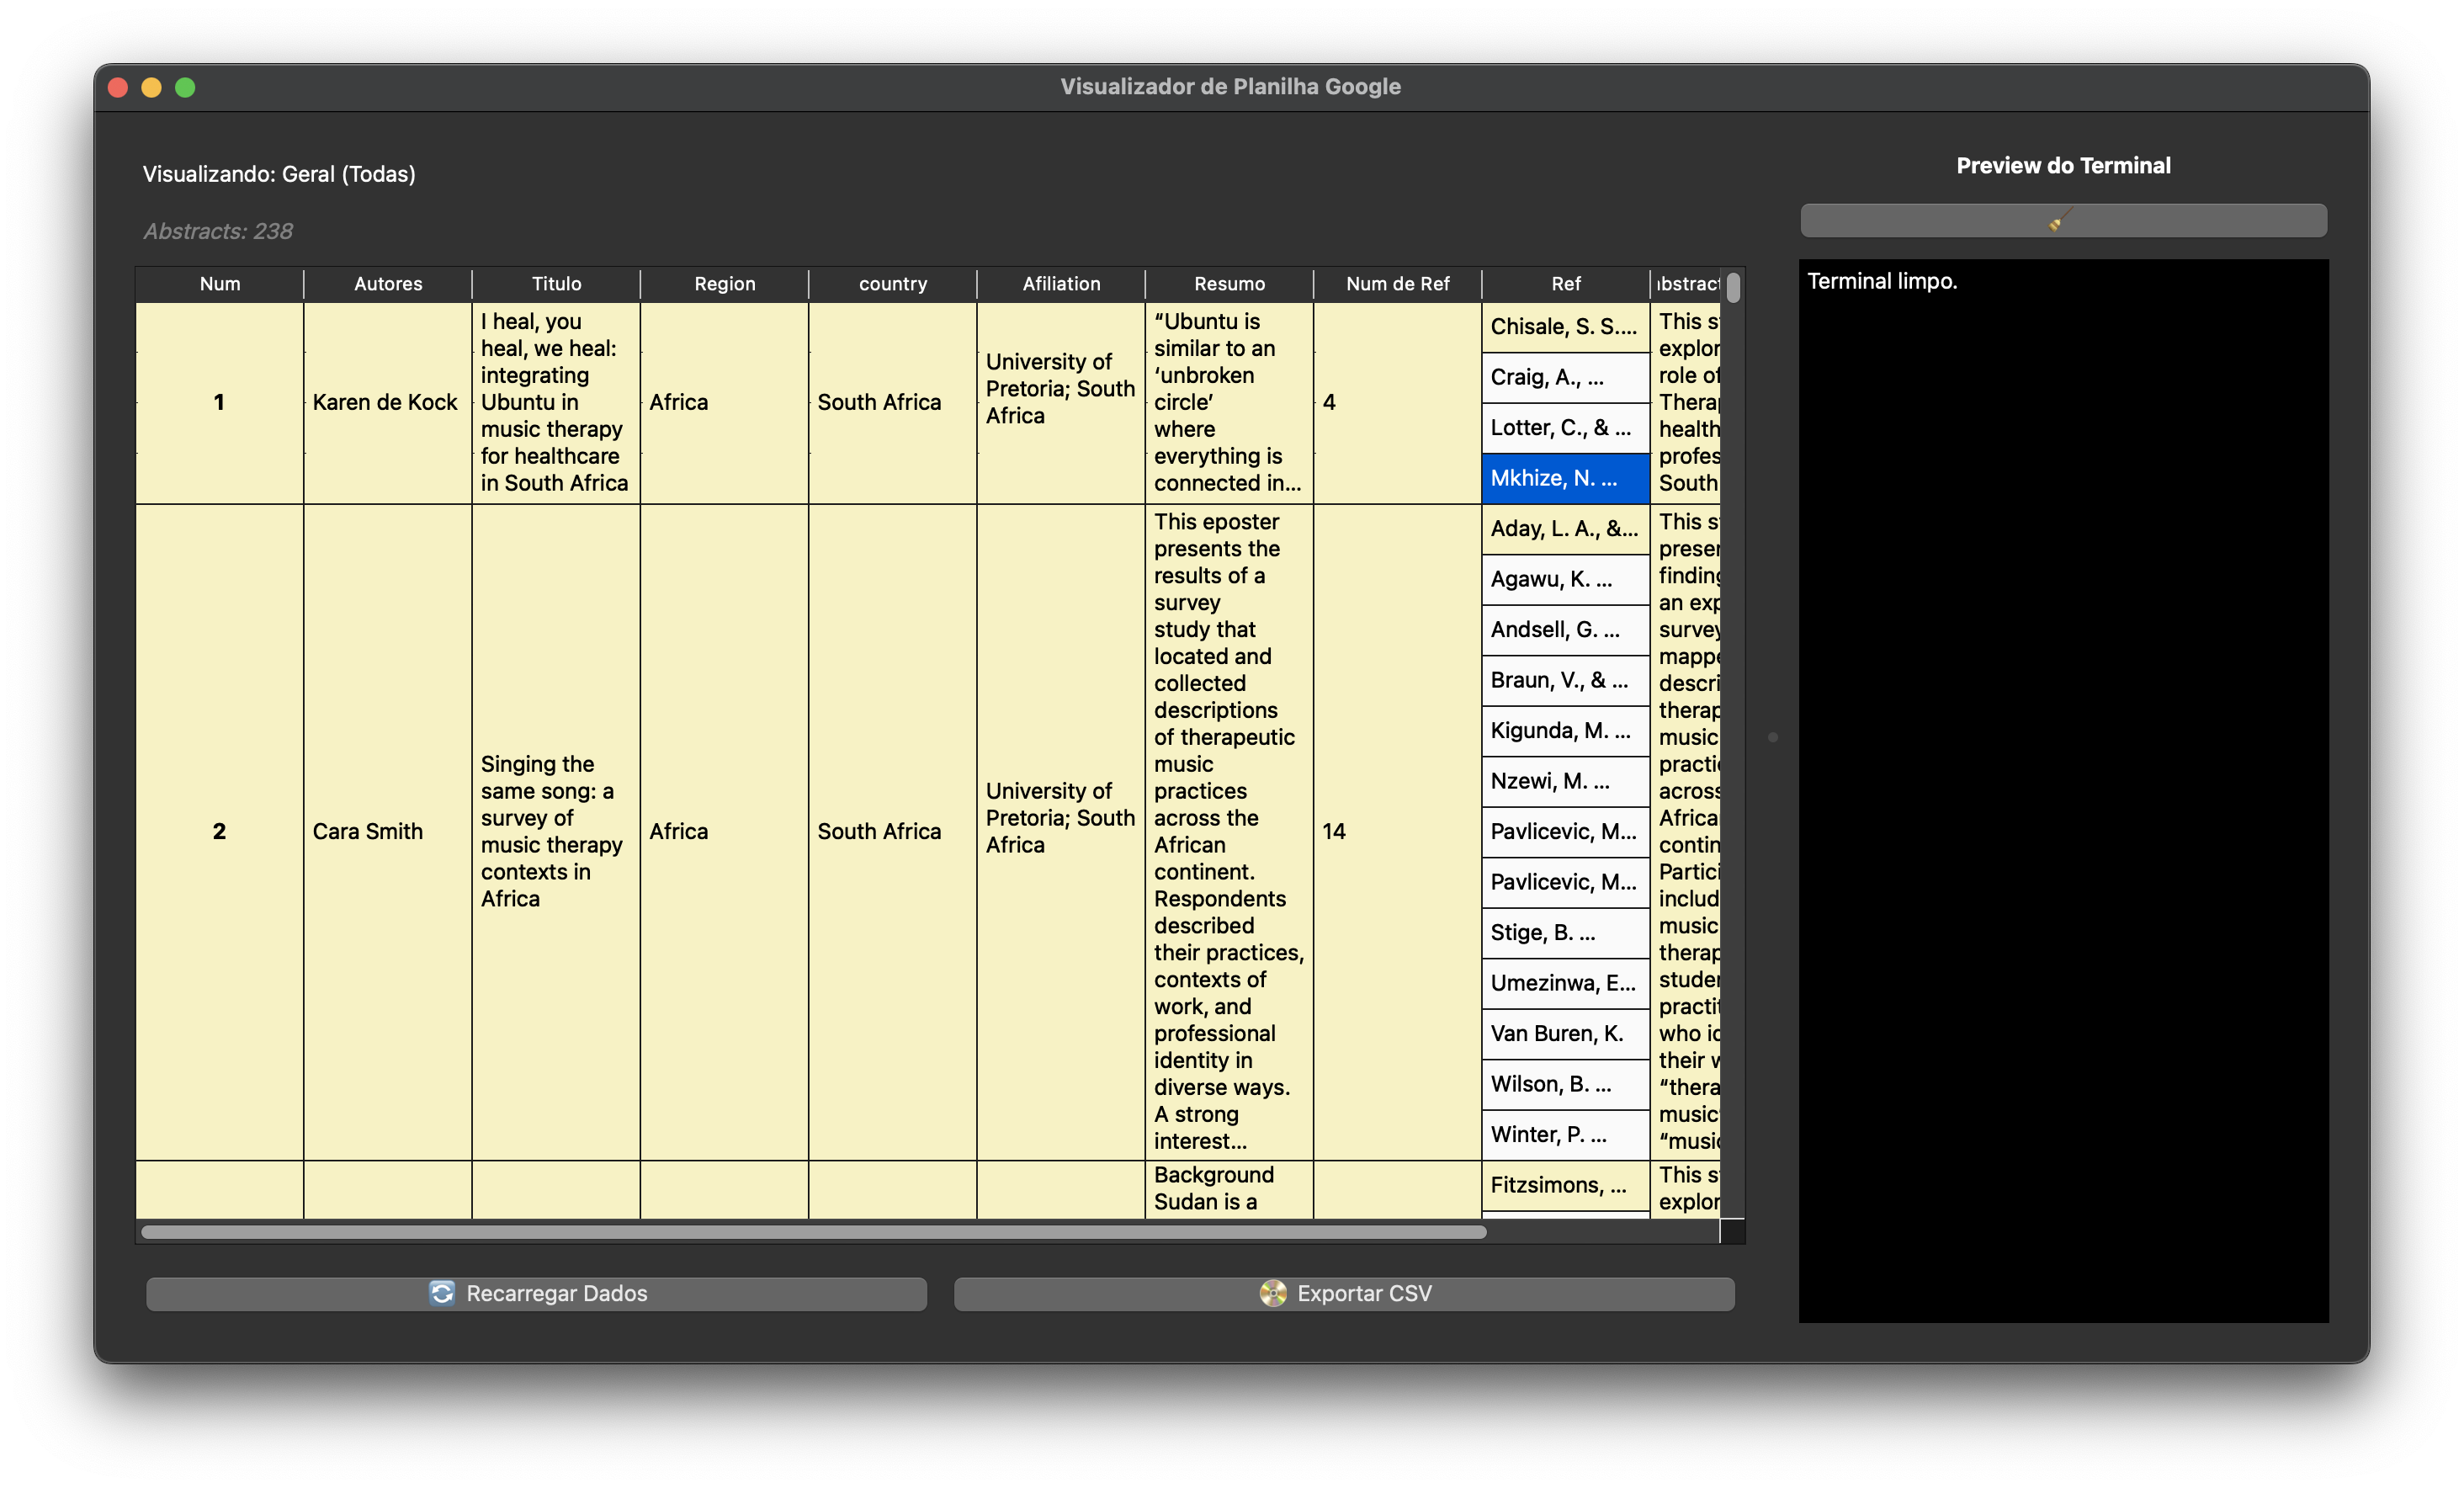 Visualizador de Planilha Google
Visualizando: Geral (Todas)
Abstracts: 238
Num
Autores
Titulo
Region
country
Afiliation
Resumo
Num de Ref
Ref
bstract
1
Karen de Kock
I heal, you
heal, we heal:
integrating
Ubuntu in
music therapy
for healthcare
in South Africa
Africa
South Africa
University of
Pretoria; South
Africa
“Ubuntu is
similar to an
‘unbroken
circle’
where
everything is
connected in...
4
Chisale, S. S....
Craig, A., ...
Lotter, C., & ...
Mkhize, N. ...
This s
explor
role of
Therap
health
profes
South
2
Cara Smith
Singing the
same song: a
survey of
music therapy
contexts in
Africa
Africa
South Africa
University of
Pretoria; South
Africa
This eposter
presents the
results of a
survey
study that
located and
collected
descriptions
of therapeutic
music
practices
across the
African
continent.
Respondents
described
their practices,
contexts of
work, and
professional
identity in
diverse ways.
A strong
interest...
14
Aday, L. A., &...
Agawu, K. ...
Andsell, G. ...
Braun, V., & ...
Kigunda, M. ...
Nzewi, M. ...
Pavlicevic, M...
Pavlicevic, M...
Stige, B. ...
Umezinwa, E...
Van Buren, K.
Wilson, B. ...
Winter, P. ...
This s
preser
finding
an exp
survey
mappe
descri
therap
music
practi
across
Africa
contin
Partici
includ
music
therap
studen
practit
who id
their w
“thera
music
“music
Background
Sudan is a
Fitzsimons, ...
This s
explor
Recarregar Dados
Exportar CSV
Preview do Terminal
Terminal limpo.